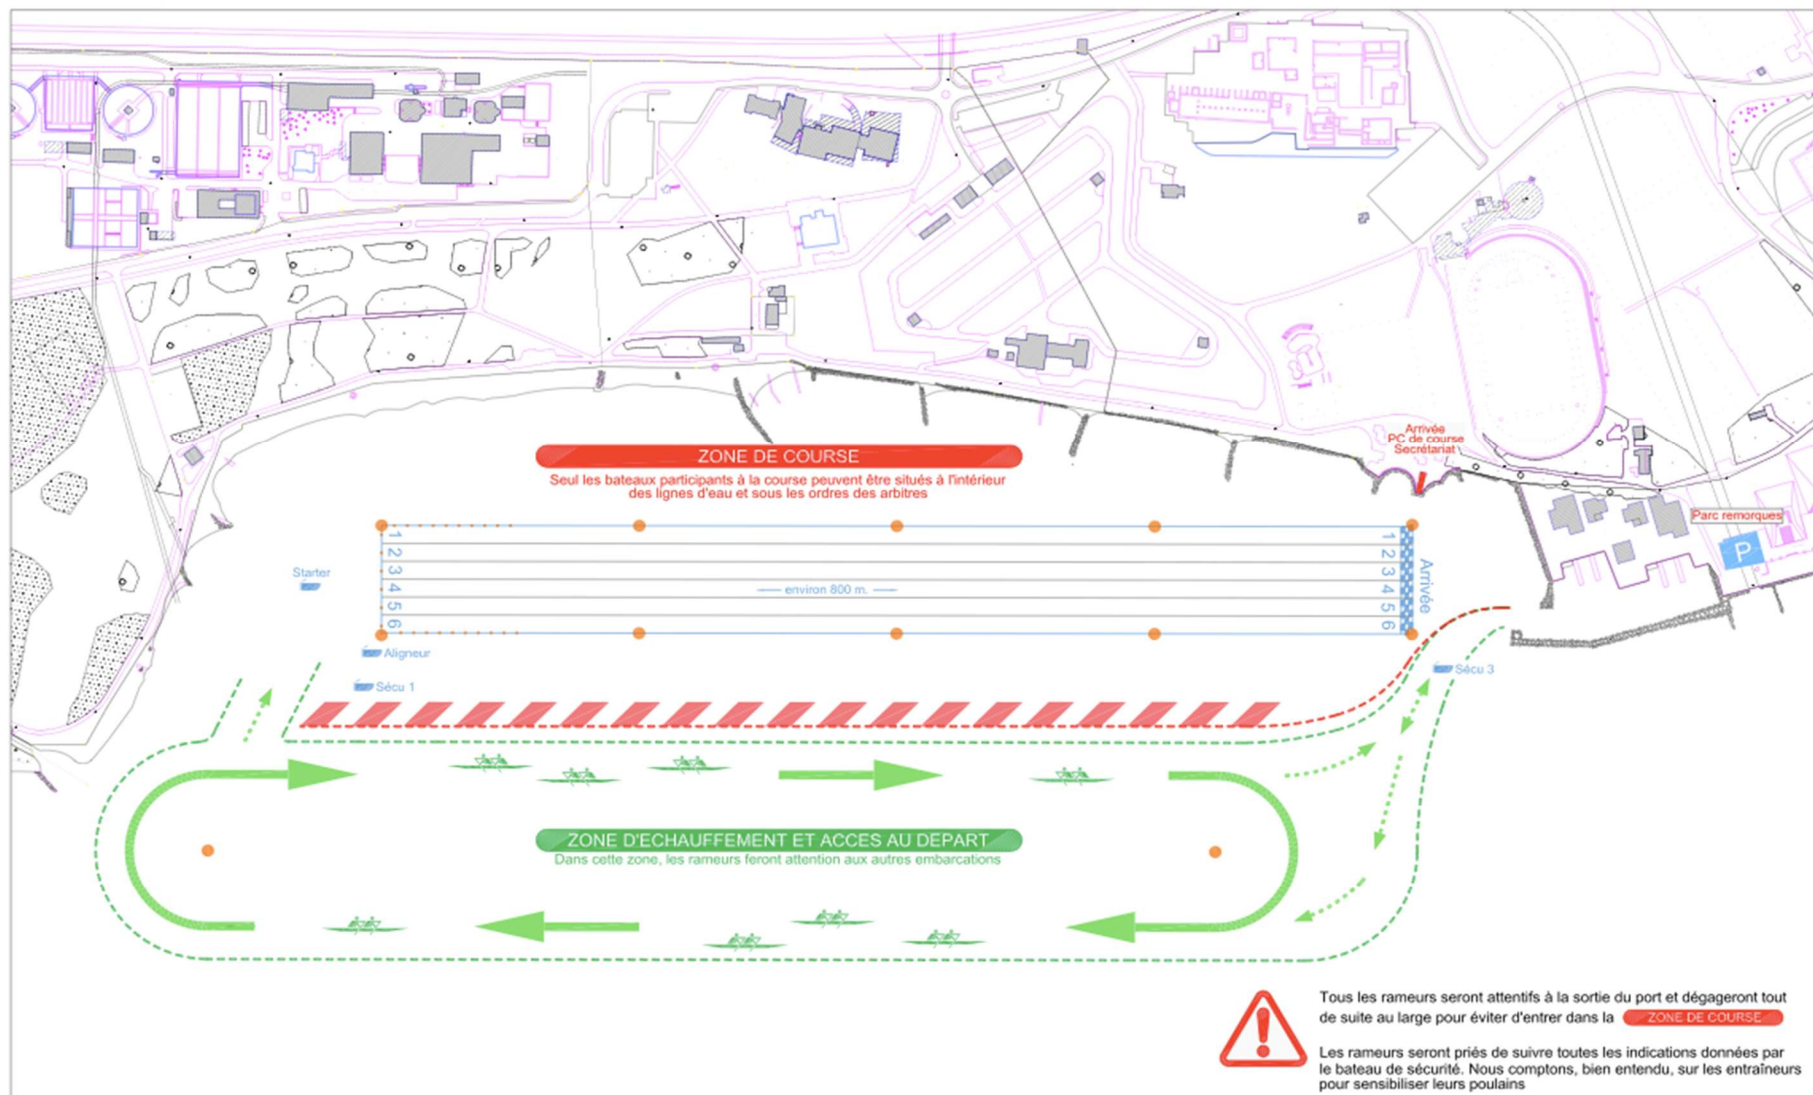 Arrivée
PC de course
Secrétariat
ZONE DE COURSE
Seul les bateaux participants à la course peuvent être situés à l'intérieur
des lignes d'eau et sous les ordres des arbitres
Parc remorques
P
1
2
3
4
5
6
1
2
3
4
5
6
Arrivée
Starter
environ 800 m.
Aligneur
Sécu 1
Sécu 3
ZONE D'ECHAUFFEMENT ET ACCES AU DEPART
Dans cette zone, les rameurs feront attention aux autres embarcations
Tous les rameurs seront attentifs à la sortie du port et dégageront tout
de suite au large pour éviter d'entrer dans la ZONE DE COURSE
Les rameurs seront priés de suivre toutes les indications données par
le bateau de sécurité. Nous comptons, bien entendu, sur les entraîneurs
pour sensibiliser leurs poulains